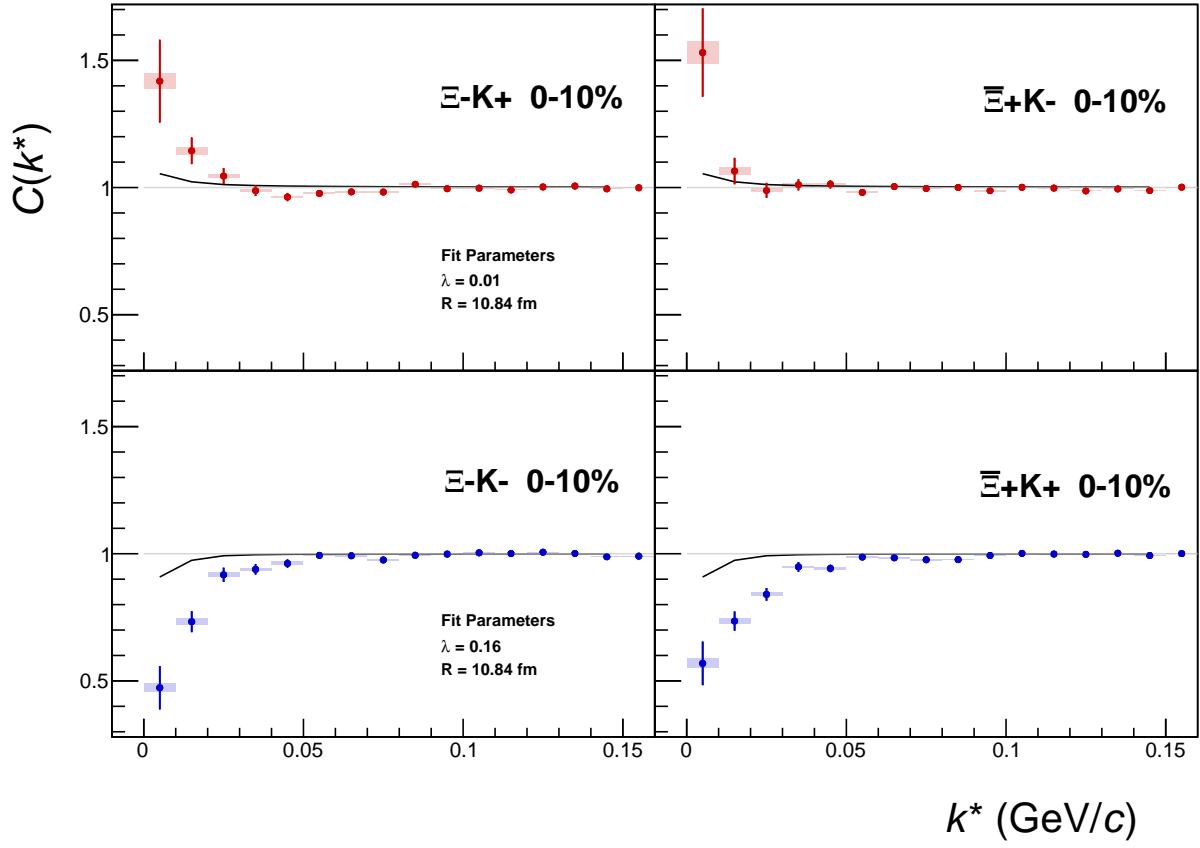 C(k*)
1.5
1
0.5
Ξ-K+ 0-10%
Fit Parameters
λ = 0.01
R = 10.84 fm
Ξ̅+K- 0-10%
1.5
1
0.5
Ξ-K- 0-10%
Fit Parameters
λ = 0.16
R = 10.84 fm
Ξ̅+K+ 0-10%
0 0.05 0.1 0.15
0 0.05 0.1 0.15
k* (GeV/c)